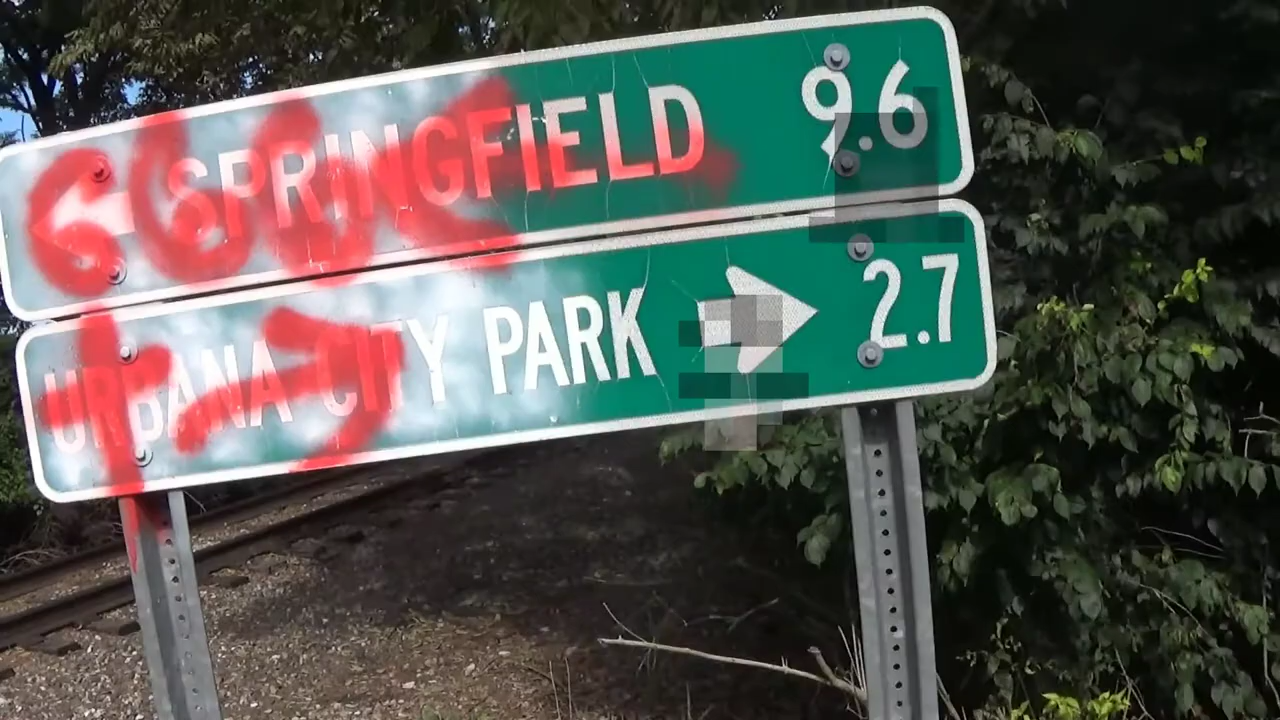 ← SPRINGFIELD 9.6
URBANA CITY PARK → 2.7